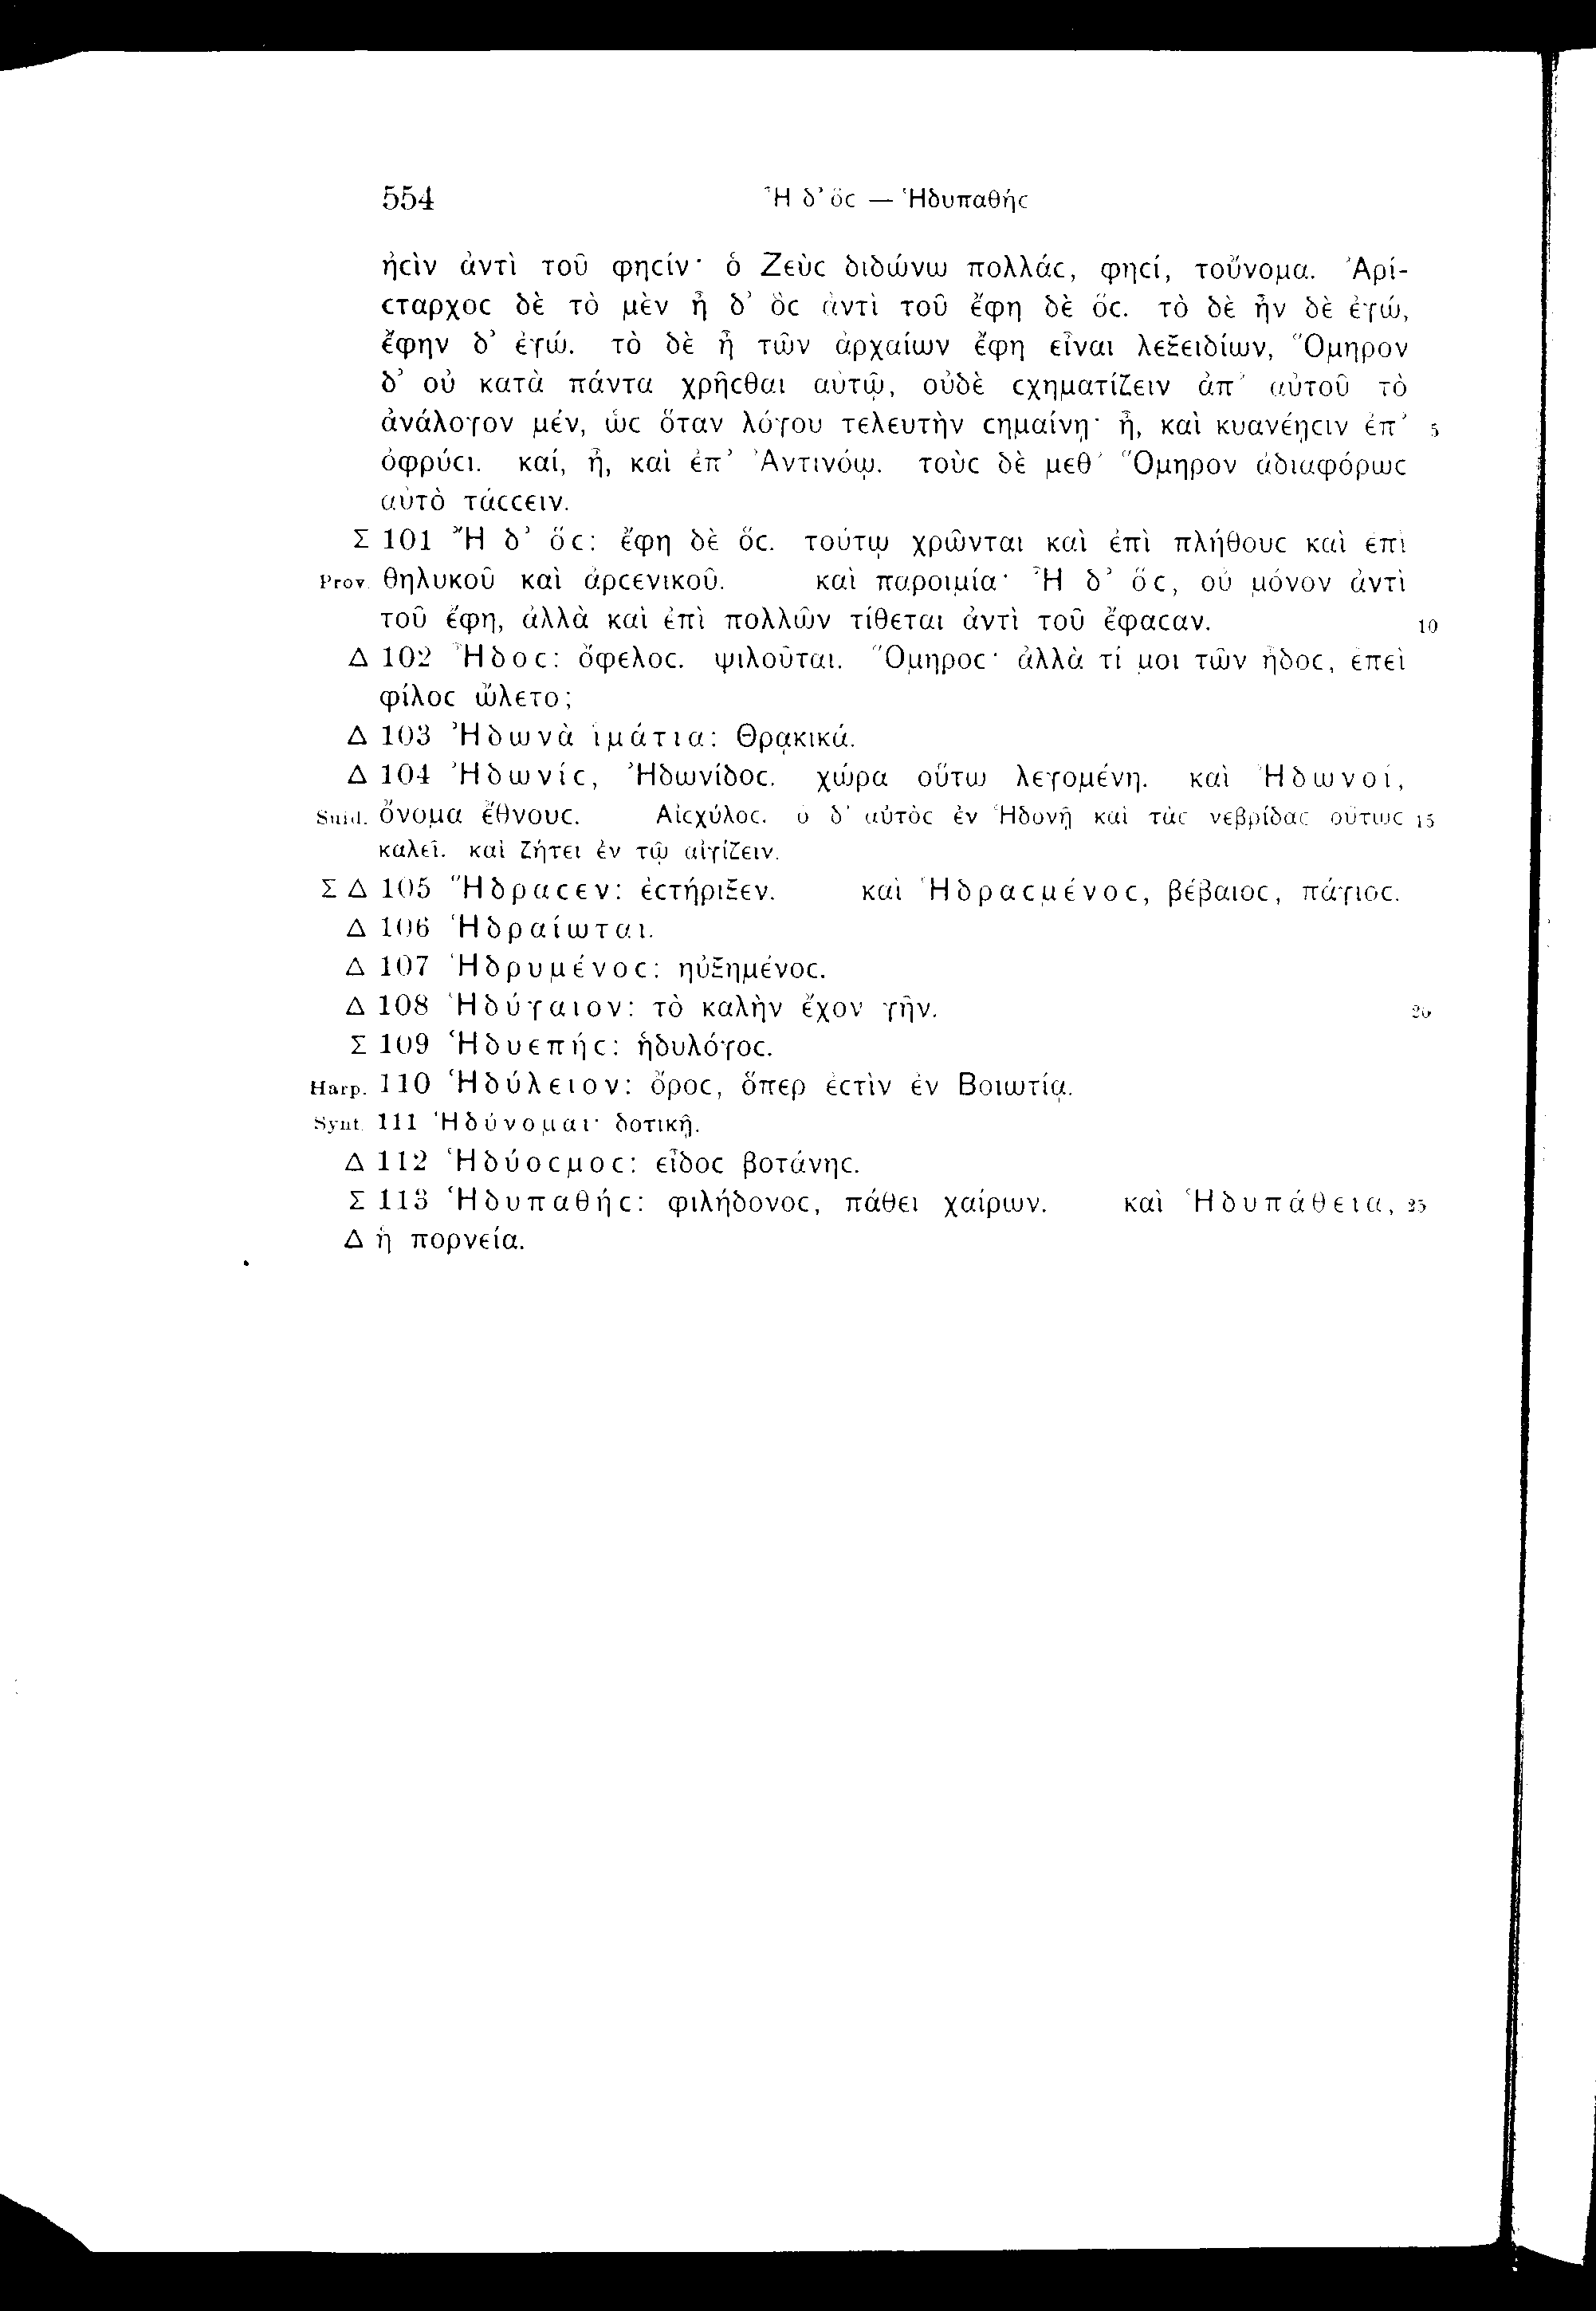 554 Ἦ δ' ὅς — Ἡδυπαθής
ἠςὶν ἀντὶ τοῦ φηςίν· ὁ Ζεὺς διδώνω πολλάς, φηςί, τοὔνομα. Ἀρί-
ςταρχος δὲ τὸ μὲν ἦ δ' ὃς ἀντὶ τοῦ ἔφη δὲ ὅς. τὸ δὲ ἦν δὲ ἐγώ,
ἔφην δ' ἐγώ. τὸ δὲ ἦ τῶν ἀρχαίων ἔφη εἶναι λεξειδίων, Ὅμηρον
δ' οὐ κατὰ πάντα χρῆςθαι αὐτῷ, οὐδὲ ςχηματίζειν ἀπ' αὐτοῦ τὸ
ἀνάλογον μέν, ὡς ὅταν λόγου τελευτὴν ςημαίνῃ· ἦ, καὶ κυανέῃςιν ἐπ' 5
ὀφρύςι. καί, ἦ, καὶ ἐπ' Ἀντινόῳ. τοὺς δὲ μεθ' Ὅμηρον ἀδιαφόρως
αὐτὸ τάςςειν.
Σ 101 Ἦ δ' ὅς: ἔφη δὲ ὅς. τούτῳ χρῶνται καὶ ἐπὶ πλήθους καὶ ἐπὶ
Prov. θηλυκοῦ καὶ ἀρςενικοῦ. καὶ παροιμία· Ἦ δ' ὅς, οὐ μόνον ἀντὶ
τοῦ ἔφη, ἀλλὰ καὶ ἐπὶ πολλῶν τίθεται ἀντὶ τοῦ ἔφαςαν. 10
Δ 102 Ἦδος: ὄφελος. ψιλοῦται. Ὅμηρος· ἀλλὰ τί μοι τῶν ἦδος, ἐπεὶ
φίλος ὤλετο;
Δ 103 Ἠδωνὰ ἱμάτια: Θρᾳκικά.
Δ 104 Ἠδωνίς, Ἠδωνίδος. χώρα οὕτω λεγομένη. καὶ Ἠδωνοί,
Suid. ὄνομα ἔθνους. Αἰςχύλος. ὁ δ' αὐτὸς ἐν Ἡδονῇ καὶ τὰς νεβρίδας οὕτως 15
καλεῖ. καὶ ζήτει ἐν τῷ αἰγίζειν.
Σ Δ 105 Ἥδραςεν: ἐςτήριξεν. καὶ Ἡδραςμένος, βέβαιος, πάγιος.
Δ 106 Ἡδραίωται.
Δ 107 Ἡδρυμένος: ηὐξημένος.
Δ 108 Ἡδύγαιον: τὸ καλὴν ἔχον γῆν. 20
Σ 109 Ἡδυεπής: ἡδυλόγος.
Harp. 110 Ἡδύλειον: ὄρος, ὅπερ ἐςτὶν ἐν Βοιωτίᾳ.
Synt. 111 Ἡδύνομαι· δοτικῇ.
Δ 112 Ἡδύοςμος: εἶδος βοτάνης.
Σ 113 Ἡδυπαθής: φιλήδονος, πάθει χαίρων. καὶ Ἡδυπάθεια, 25
Δ ἡ πορνεία.